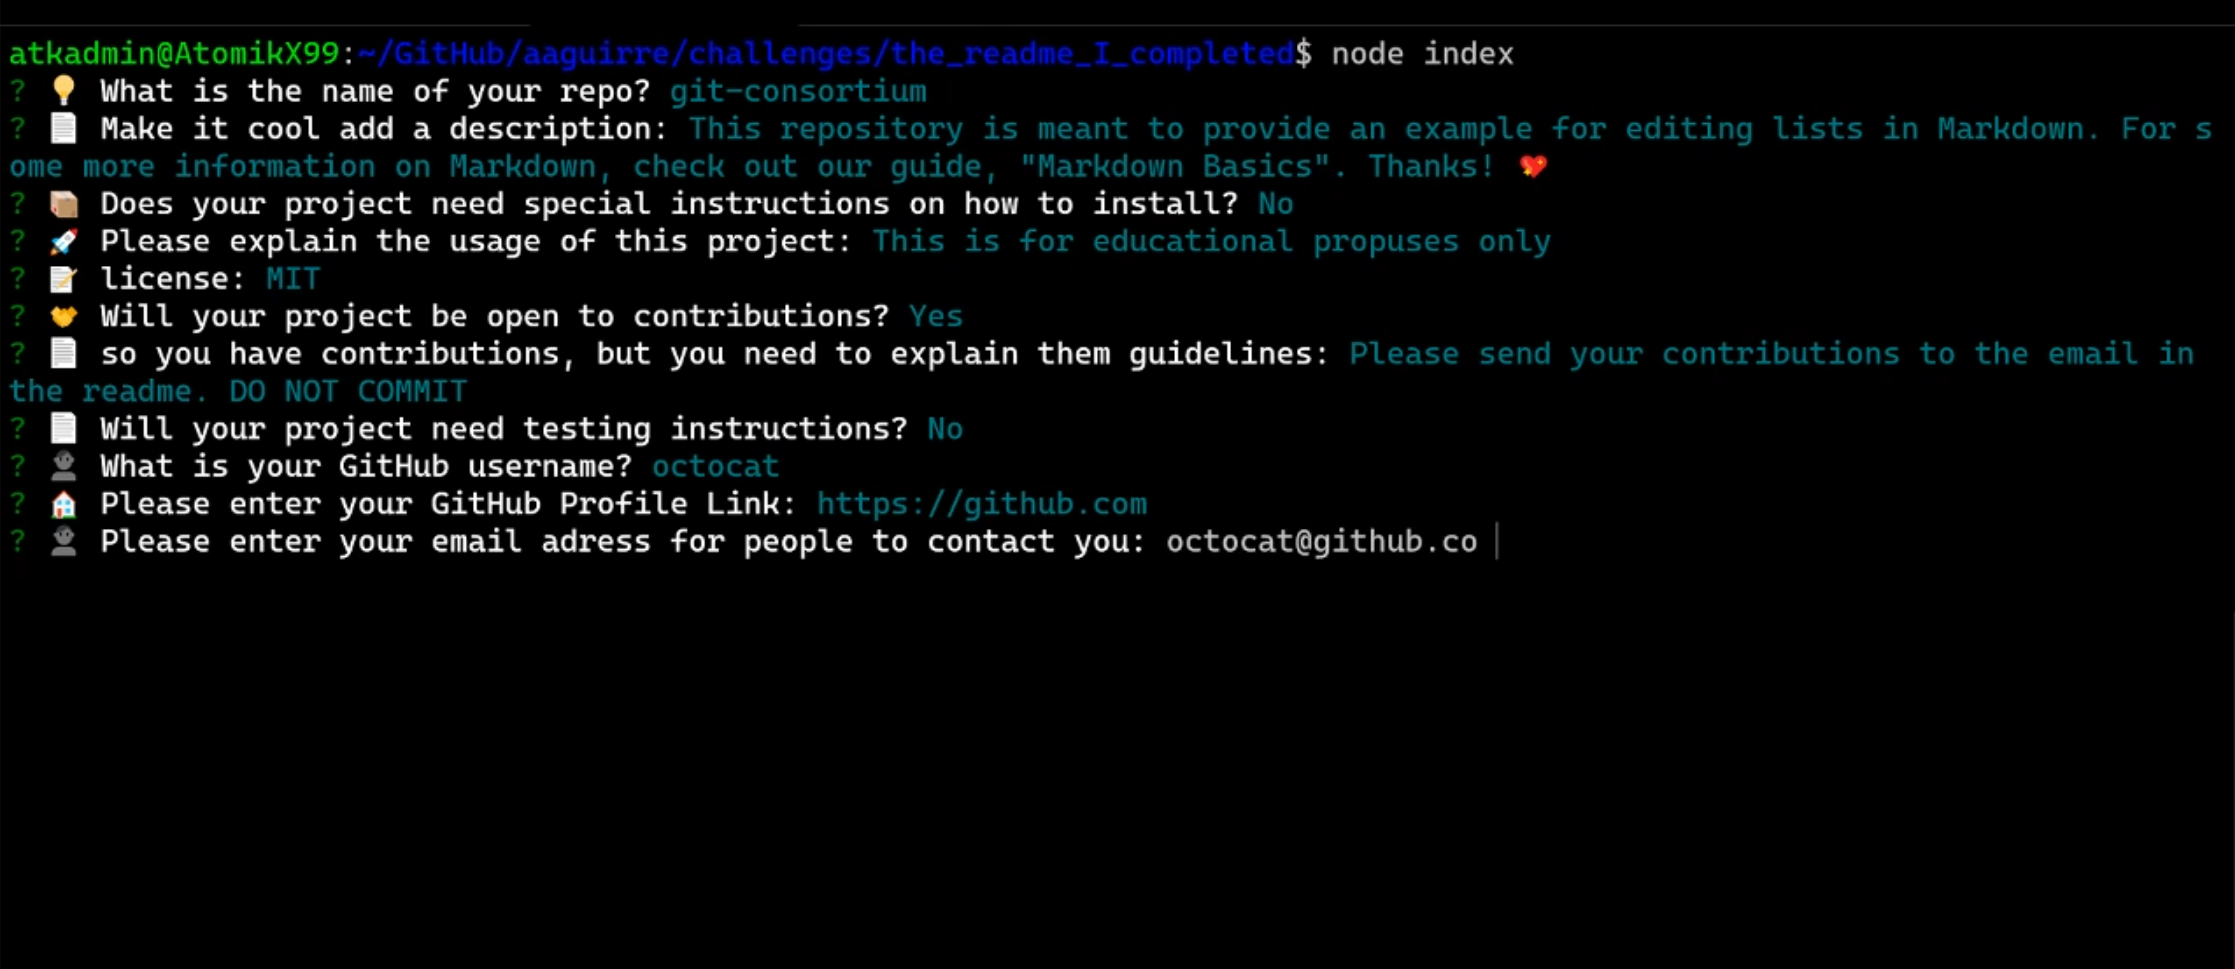 atkadmin@AtomikX99:~/GitHub/aaguirre/challenges/the_readme_I_completed$ node index
? 💡 What is the name of your repo? git-consortium
? 📄 Make it cool add a description: This repository is meant to provide an example for editing lists in Markdown. For s
ome more information on Markdown, check out our guide, "Markdown Basics". Thanks! 💖
? 📦 Does your project need special instructions on how to install? No
? 🚀 Please explain the usage of this project: This is for educational propuses only
? 📝 license: MIT
? 🤝 Will your project be open to contributions? Yes
? 📄 so you have contributions, but you need to explain them guidelines: Please send your contributions to the email in
the readme. DO NOT COMMIT
? 📄 Will your project need testing instructions? No
? 👤 What is your GitHub username? octocat
? 🏠 Please enter your GitHub Profile Link: https://github.com
? 👤 Please enter your email adress for people to contact you: octocat@github.co